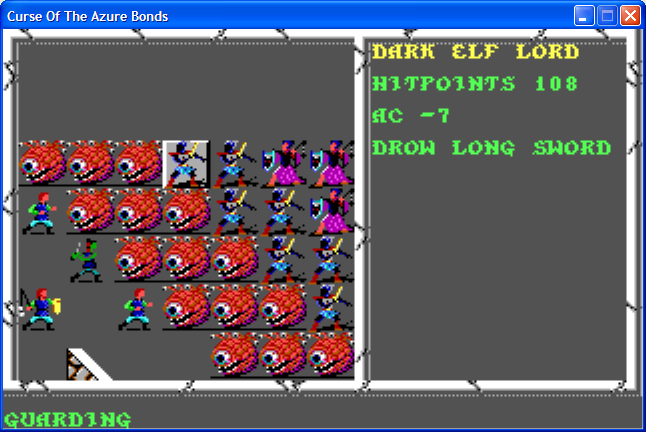 Curse Of The Azure Bonds
DARK ELF LORD
HITPOINTS 108
AC -7
DROW LONG SWORD
GUARDING